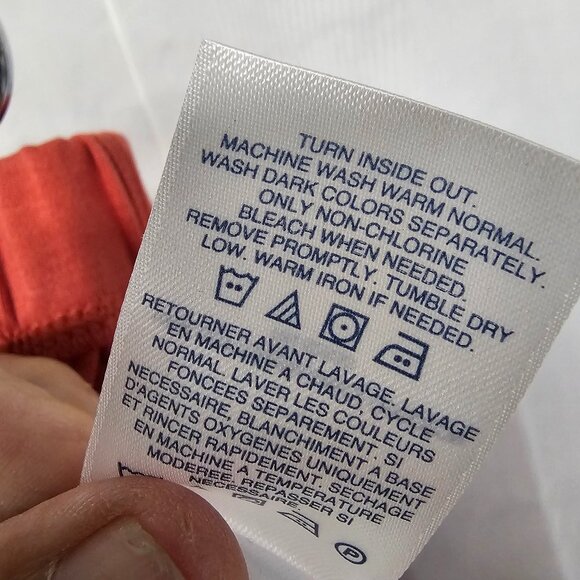 TURN INSIDE OUT.
MACHINE WASH WARM NORMAL.
WASH DARK COLORS SEPARATELY.
ONLY NON-CHLORINE
BLEACH WHEN NEEDED.
REMOVE PROMPTLY. TUMBLE DRY
LOW. WARM IRON IF NEEDED.
RETOURNER AVANT LAVAGE, LAVAGE
EN MACHINE A CHAUD, CYCLE
NORMAL. LAVER LES COULEURS
FONCEES SEPAREMENT. SI
NECESSAIRE, BLANCHIMENT A BASE
D'AGENTS OXYGENES UNIQUEMENT
ET RINCER RAPIDEMENT. SECHAGE
EN MACHINE A TEMPERATURE
MODEREE. REPASSER SI
NECESSAIRE.
P